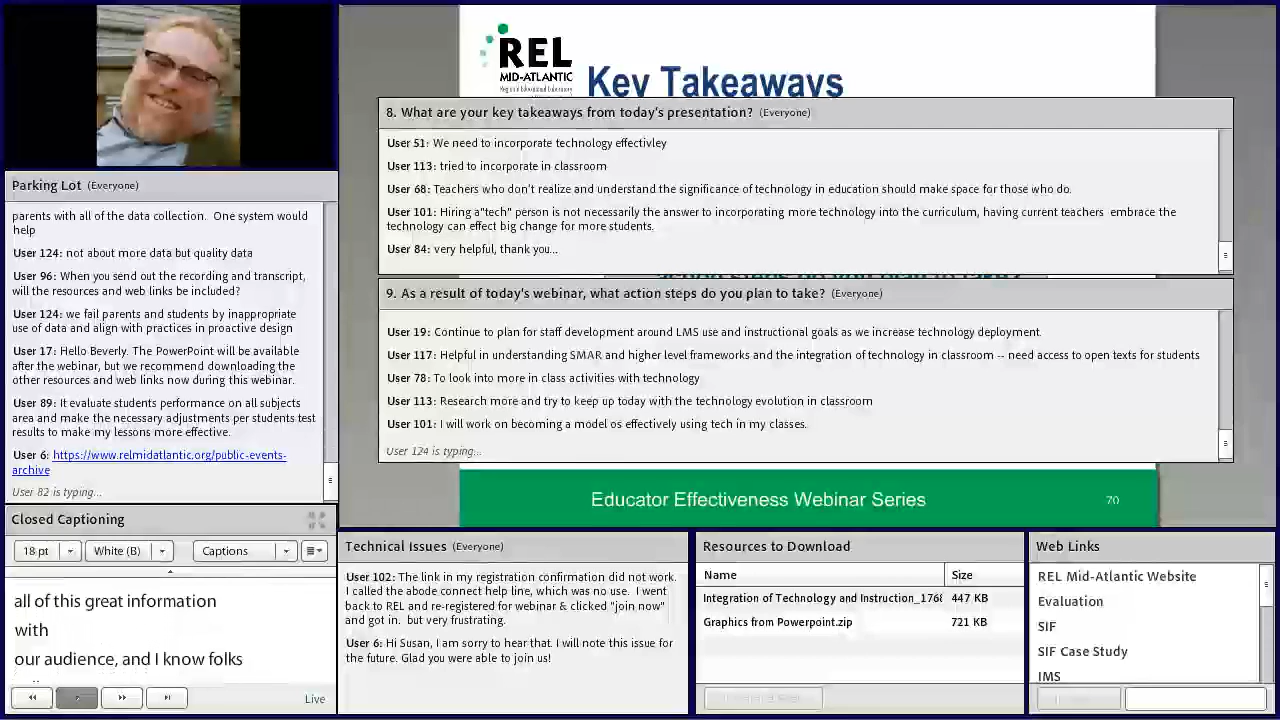 Parking Lot (Everyone)
parents with all of the data collection. One system would
help
User 124: not about more data but quality data
User 96: When you send out the recording and transcript,
will the resources and web links be included?
User 124: we fail parents and students by inappropriate
use of data and align with practices in proactive design
User 17: Hello Beverly. The PowerPoint will be available
after the webinar, but we recommend downloading the
other resources and web links now during this webinar.
User 89: It evaluate students performance on all subjects
area and make the necessary adjustments per students test
results to make my lessons more effective.
User 6: https://www.relmidatlantic.org/public-events-
archive
User 82 is typing...
Closed Captioning
18 pt
White (B)
Captions
all of this great information
with
our audience, and I know folks
Live
REL
MID-ATLANTIC
Regional Educational Laboratory
Key Takeaways
8. What are your key takeaways from today's presentation? (Everyone)
User 51: We need to incorporate technology effectivley
User 113: tried to incorporate in classroom
User 68: Teachers who don't realize and understand the significance of technology in education should make space for those who do.
User 101: Hiring a"tech" person is not necessarily the answer to incorporating more technology into the curriculum, having current teachers embrace the
technology can effect big change for more students.
User 84: very helpful, thank you...
9. As a result of today's webinar, what action steps do you plan to take? (Everyone)
User 19: Continue to plan for staff development around LMS use and instructional goals as we increase technology deployment.
User 117: Helpful in understanding SMAR and higher level frameworks and the integration of technology in classroom -- need access to open texts for students
User 78: To look into more in class activities with technology
User 113: Research more and try to keep up today with the technology evolution in classroom
User 101: I will work on becoming a model os effectively using tech in my classes.
User 124 is typing...
Educator Effectiveness Webinar Series
70
Technical Issues (Everyone)
User 102: The link in my registration confirmation did not work.
I called the abode connect help line, which was no use. I went
back to REL and re-registered for webinar & clicked "join now"
and got in. but very frustrating.
User 6: Hi Susan, I am sorry to hear that. I will note this issue for
the future. Glad you were able to join us!
Resources to Download
Name Size
Integration of Technology and Instruction_1768 447 KB
Graphics from Powerpoint.zip 721 KB
Web Links
REL Mid-Atlantic Website
Evaluation
SIF
SIF Case Study
IMS